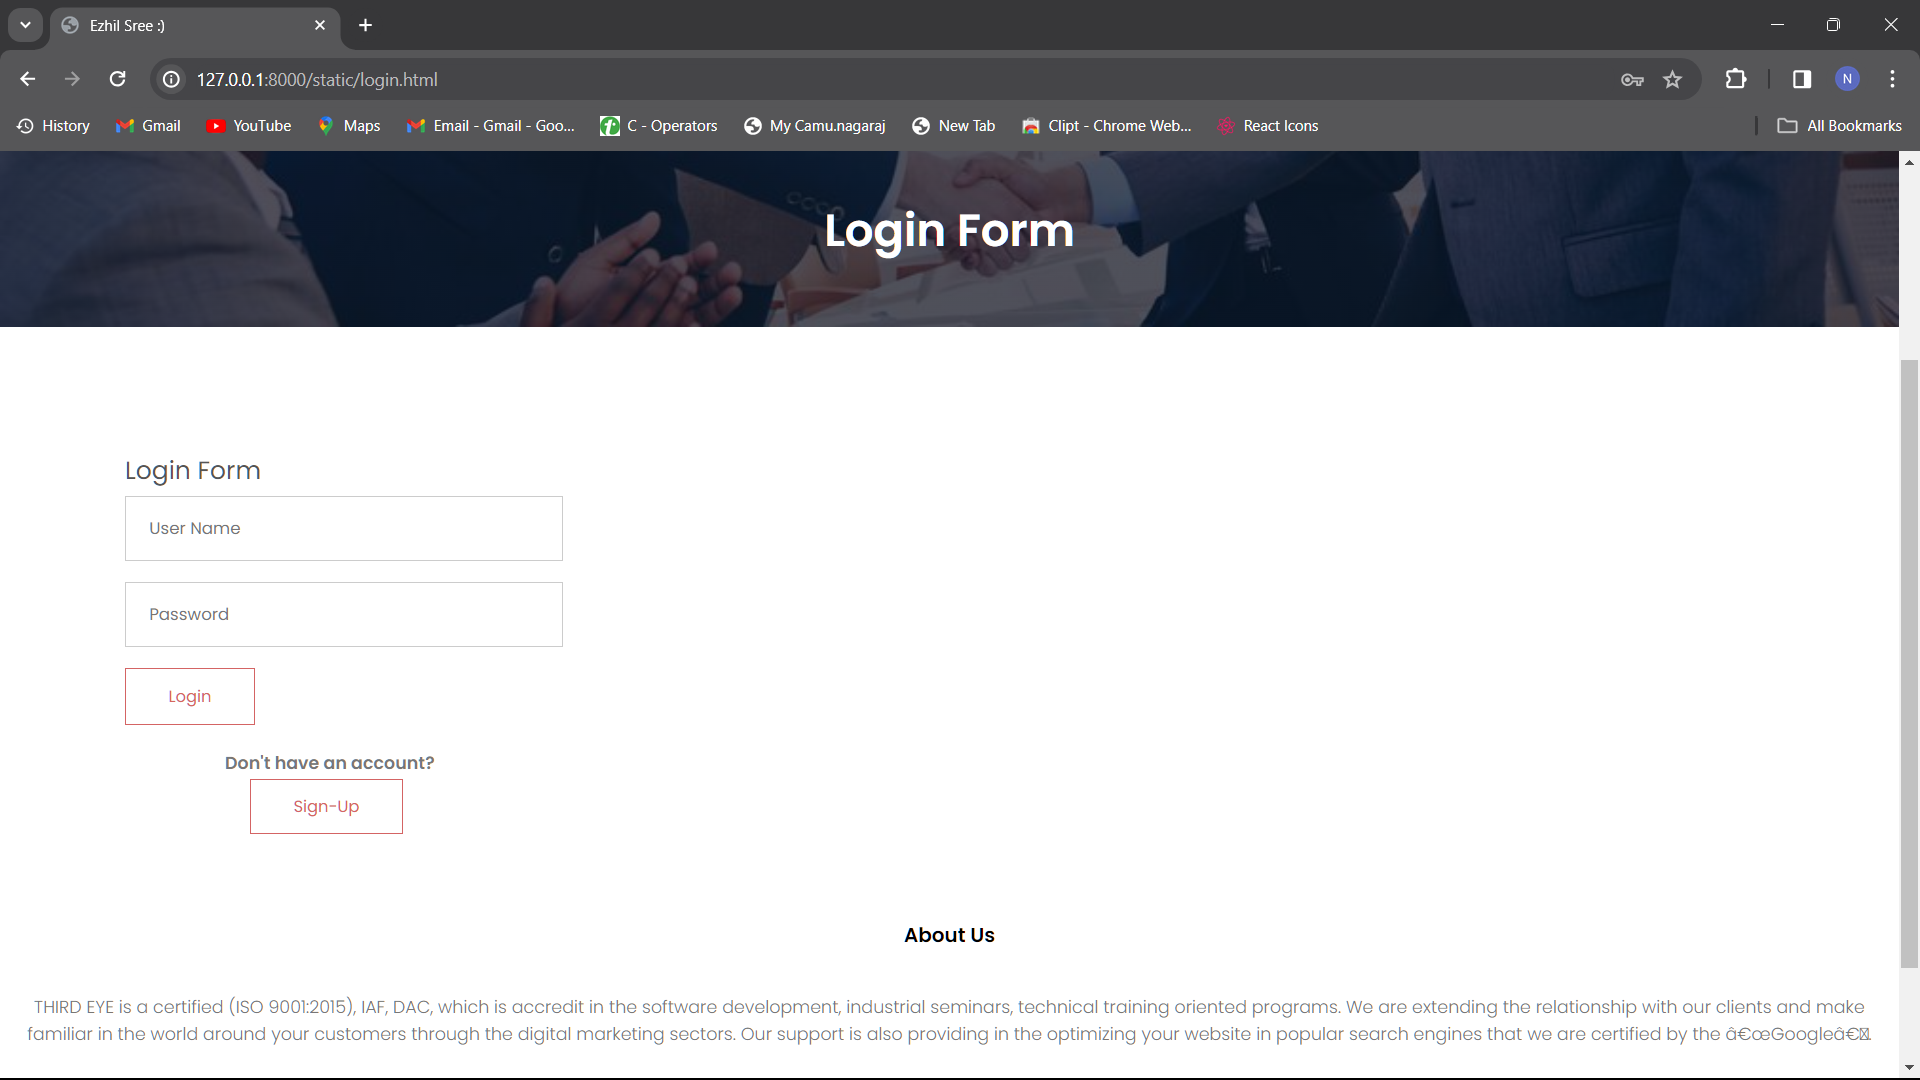 Ezhil Sree :)
127.0.0.1:8000/static/login.html
N
History Gmail YouTube Maps Email - Gmail - Goo... C - Operators My Camu.nagaraj New Tab Clipt - Chrome Web... React Icons All Bookmarks
Login Form
Login Form
User Name
Password
Login
Don't have an account?
Sign-Up
About Us
THIRD EYE is a certified (ISO 9001:2015), IAF, DAC, which is accredit in the software development, industrial seminars, technical training oriented programs. We are extending the relationship with our clients and make
familiar in the world around your customers through the digital marketing sectors. Our support is also providing in the optimizing your website in popular search engines that we are certified by the â€œGoogleâ€.